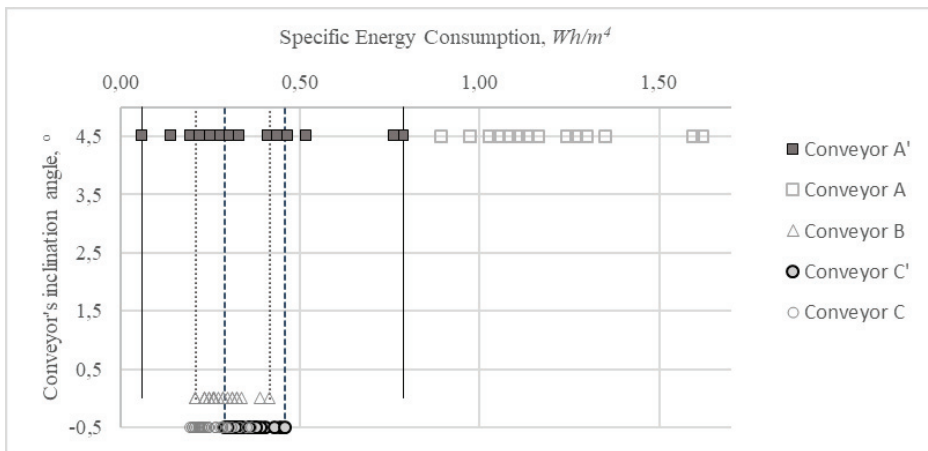 Specific Energy Consumption, Wh/m⁴
0,00 0,50 1,00 1,50
Conveyor's inclination angle, °
4,5
3,5
2,5
1,5
0,5
-0,5
Conveyor A'
Conveyor A
Conveyor B
Conveyor C'
Conveyor C